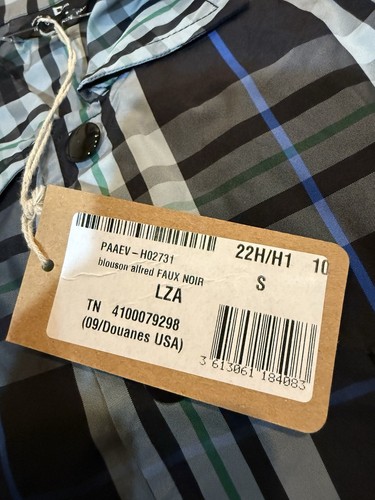 PAAEV-H02731
22H/H1 10
blouson alfred FAUX NOIR
S
LZA
TN 4100079298
(09/Douanes USA)
3 613061 184083